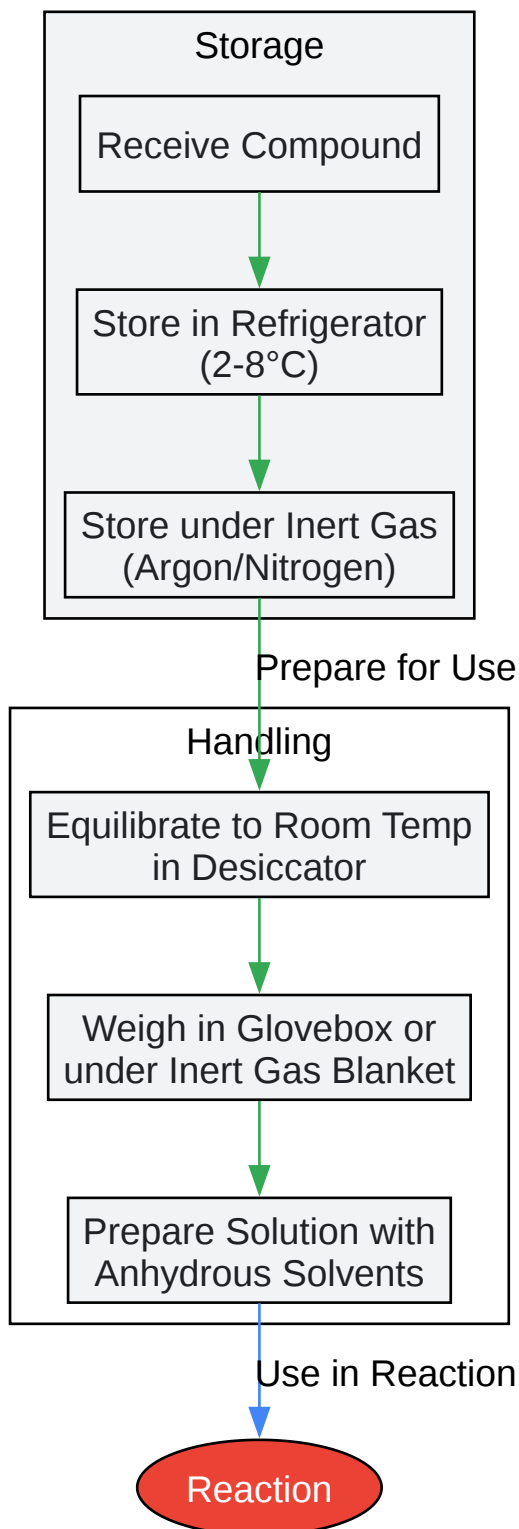 Storage
Receive Compound
Store in Refrigerator
(2-8°C)
Store under Inert Gas
(Argon/Nitrogen)
Prepare for Use
Handling
Equilibrate to Room Temp
in Desiccator
Weigh in Glovebox or
under Inert Gas Blanket
Prepare Solution with
Anhydrous Solvents
Use in Reaction
Reaction